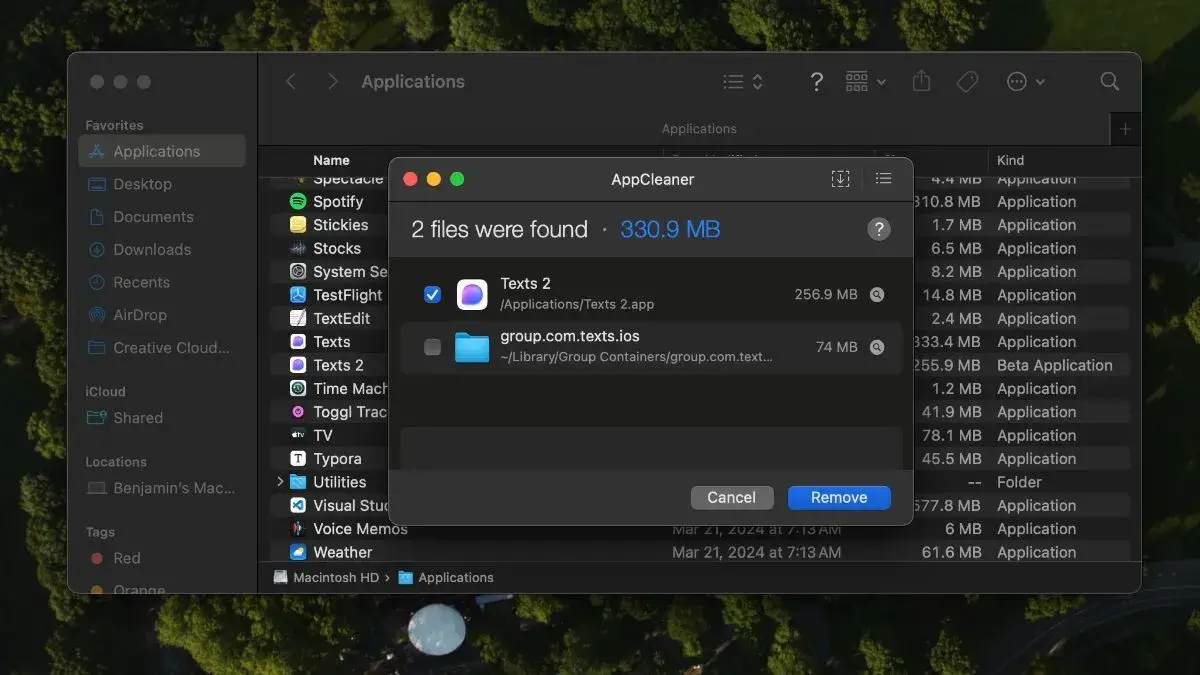 Applications
Favorites
Applications
Desktop
Documents
Downloads
Recents
AirDrop
Creative Cloud...
iCloud
Shared
Locations
Benjamin's Mac...
Tags
Red
Orange
Applications
Name
Kind
Spectacle 4.4 MB Application
Spotify 310.8 MB Application
Stickies 1.7 MB Application
Stocks 6.5 MB Application
System Se 8.2 MB Application
TestFlight 14.8 MB Application
TextEdit 2.4 MB Application
Texts 333.4 MB Application
Texts 2 255.9 MB Beta Application
Time Mach 1.2 MB Application
Toggl Trac 41.9 MB Application
TV 78.1 MB Application
Typora 45.5 MB Application
Utilities -- Folder
Visual Stu 577.8 MB Application
Voice Memos Mar 21, 2024 at 7:13 AM 6 MB Application
Weather Mar 21, 2024 at 7:13 AM 61.6 MB Application
Macintosh HD › Applications
AppCleaner
2 files were found · 330.9 MB
?
Texts 2
/Applications/Texts 2.app
256.9 MB
group.com.texts.ios
~/Library/Group Containers/group.com.text...
74 MB
Cancel
Remove